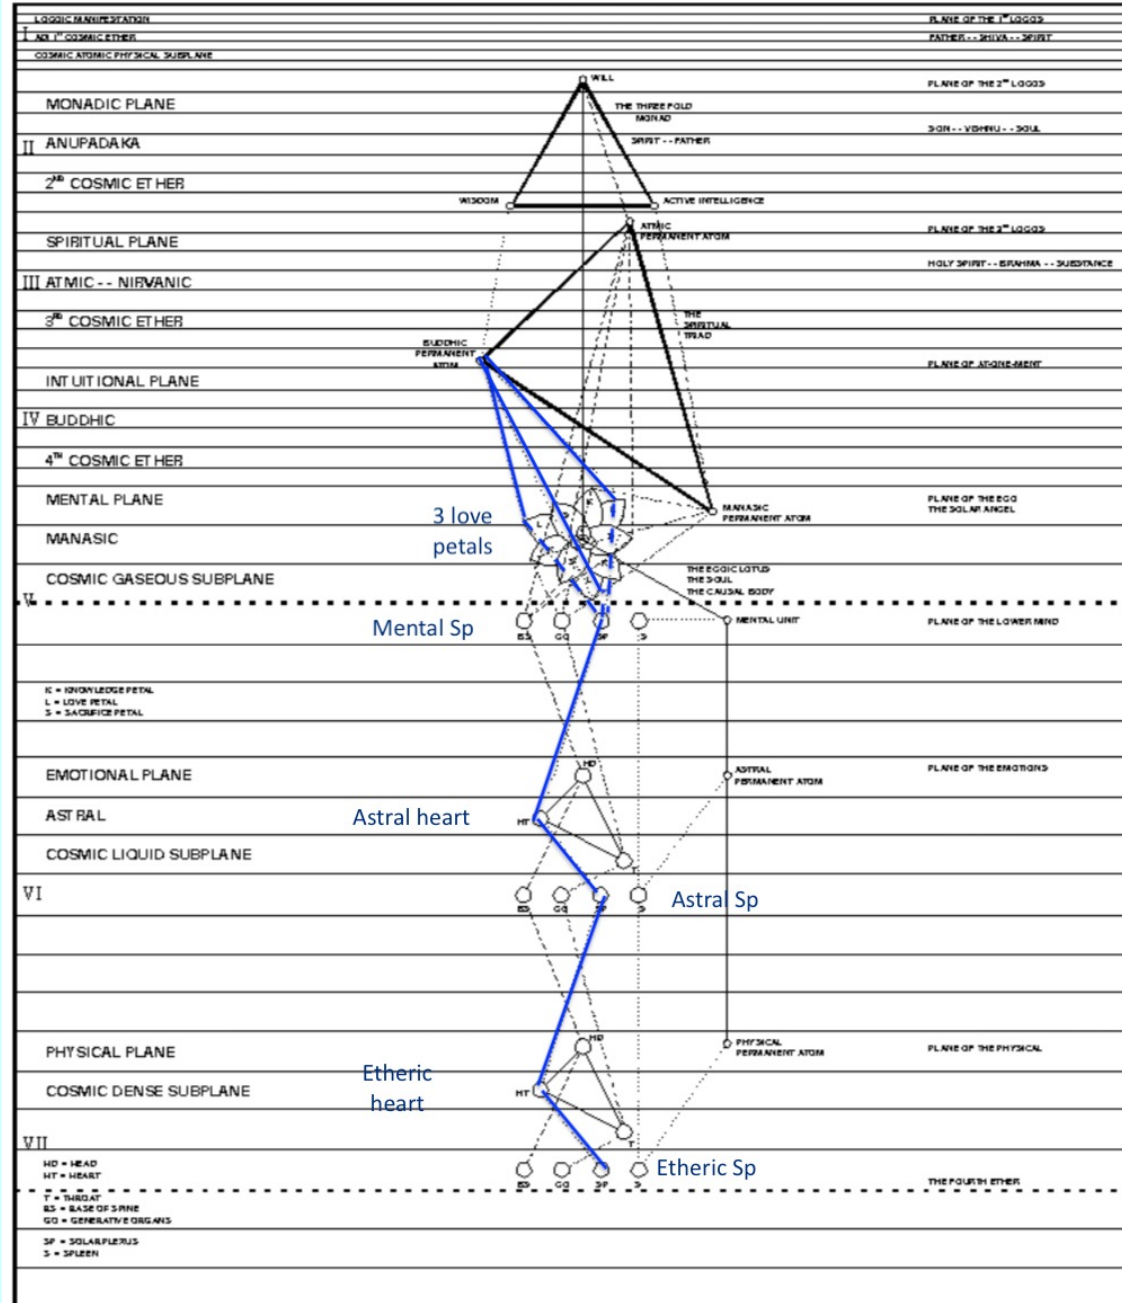 LOGOIC MANIFESTATION
PLANE OF THE 1ST LOGOS
I ADI 1ST COSMIC ETHER
FATHER - - SHIVA - - SPIRIT
COSMIC ATOMIC PHYSICAL SUBPLANE
WILL
PLANE OF THE 2ND LOGOS
MONADIC PLANE
THE THREEFOLD
MONAD
SON - - VISHNU - - SOUL
SPIRIT - - FATHER
II ANUPADAKA
2ND COSMIC ETHER
WISDOM
ACTIVE INTELLIGENCE
ATMIC
PERMANENT ATOM
PLANE OF THE 3RD LOGOS
SPIRITUAL PLANE
HOLY SPIRIT - - BRAHMA - - SUBSTANCE
III ATMIC - - NIRVANIC
3RD COSMIC ETHER
THE
SPIRITUAL
TRIAD
BUDDHIC
PERMANENT
ATOM
PLANE OF AT-ONE-MENT
INTUITIONAL PLANE
IV BUDDHIC
4TH COSMIC ETHER
MENTAL PLANE
PLANE OF THE EGO
THE SOLAR ANGEL
MANASIC
PERMANENT ATOM
3 love
petals
K
L
MANASIC
THE EGOIC LOTUS
THE SOUL
THE CAUSAL BODY
COSMIC GASEOUS SUBPLANE
V
Mental Sp
BS
GO
SP
S
MENTAL UNIT
PLANE OF THE LOWER MIND
K = KNOWLEDGE PETAL
L = LOVE PETAL
S = SACRIFICE PETAL
HD
EMOTIONAL PLANE
ASTRAL
PERMANENT ATOM
PLANE OF THE EMOTIONS
ASTRAL
Astral heart
HT
COSMIC LIQUID SUBPLANE
T
VI
BS
GO
SP
S
Astral Sp
HD
PHYSICAL PLANE
PHYSICAL
PERMANENT ATOM
PLANE OF THE PHYSICAL
Etheric
heart
COSMIC DENSE SUBPLANE
HT
T
VII
BS
GO
SP
S
Etheric Sp
HD = HEAD
HT = HEART
THE FOURTH ETHER
T = THROAT
BS = BASE OF SPINE
GO = GENERATIVE ORGANS
SP = SOLAR PLEXUS
S = SPLEEN